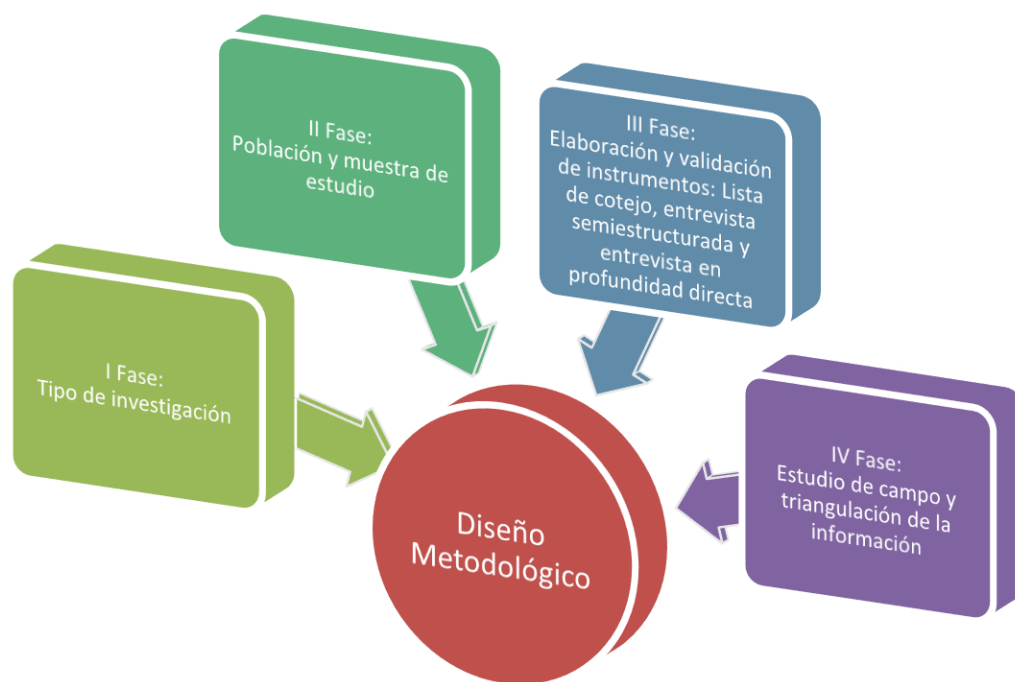 I Fase:
Tipo de investigación
II Fase:
Población y muestra de
estudio
III Fase:
Elaboración y validación
de instrumentos: Lista
de cotejo, entrevista
semiestructurada y
entrevista en
profundidad directa
IV Fase:
Estudio de campo y
triangulación de la
información
Diseño
Metodológico